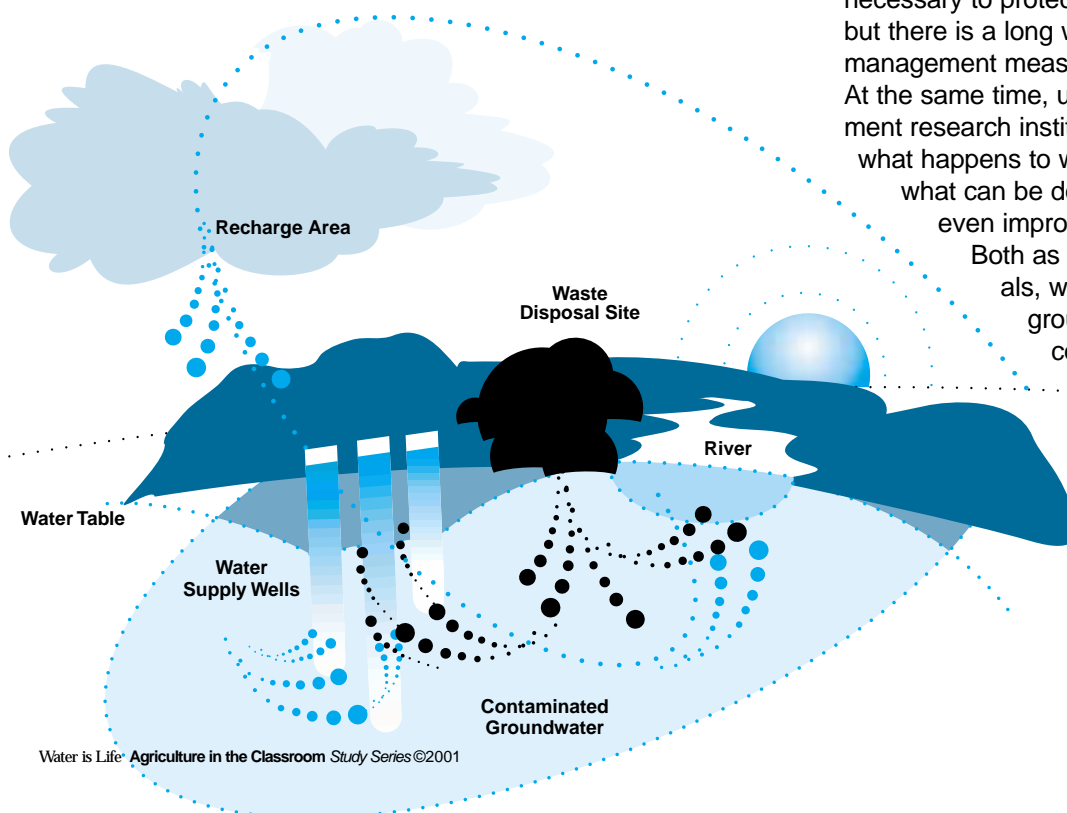 necessary to protec
but there is a long w
management meas
At the same time, u
ment research instit
what happens to w
what can be d
even impro
Both as
als, w
grou
Recharge Area
Waste
Disposal Site
River
Water Table
Water
Supply Wells
Contaminated
Groundwater
Water is Life Agriculture in the Classroom Study Series ©2001